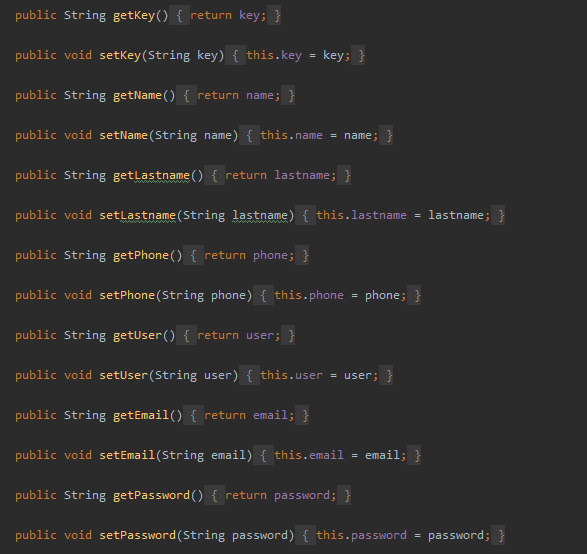 public String getKey() { return key; }
public void setKey(String key) { this.key = key; }
public String getName() { return name; }
public void setName(String name) { this.name = name; }
public String getLastname() { return lastname; }
public void setLastname(String lastname) { this.lastname = lastname; }
public String getPhone() { return phone; }
public void setPhone(String phone) { this.phone = phone; }
public String getUser() { return user; }
public void setUser(String user) { this.user = user; }
public String getEmail() { return email; }
public void setEmail(String email) { this.email = email; }
public String getPassword() { return password; }
public void setPassword(String password) { this.password = password; }